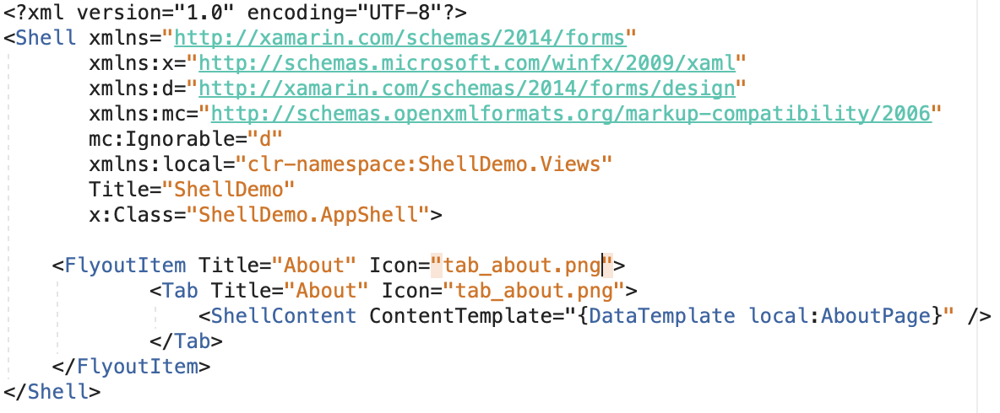 <?xml version="1.0" encoding="UTF-8"?>
<Shell xmlns="http://xamarin.com/schemas/2014/forms"
xmlns:x="http://schemas.microsoft.com/winfx/2009/xaml"
xmlns:d="http://xamarin.com/schemas/2014/forms/design"
xmlns:mc="http://schemas.openxmlformats.org/markup-compatibility/2006"
mc:Ignorable="d"
xmlns:local="clr-namespace:ShellDemo.Views"
Title="ShellDemo"
x:Class="ShellDemo.AppShell">
<FlyoutItem Title="About" Icon="tab_about.png">
<Tab Title="About" Icon="tab_about.png">
<ShellContent ContentTemplate="{DataTemplate local:AboutPage}" />
</Tab>
</FlyoutItem>
</Shell>